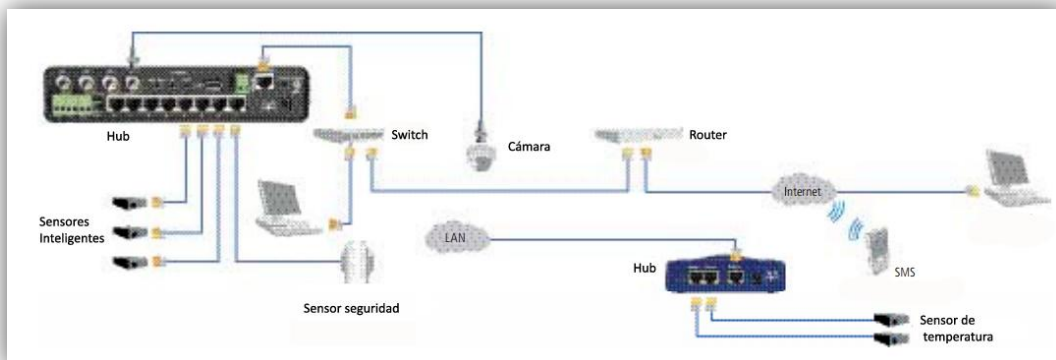 Hub
Switch
Cámara
Router
Internet
Sensores
Inteligentes
LAN
Hub
SMS
Sensor seguridad
Sensor de
temperatura